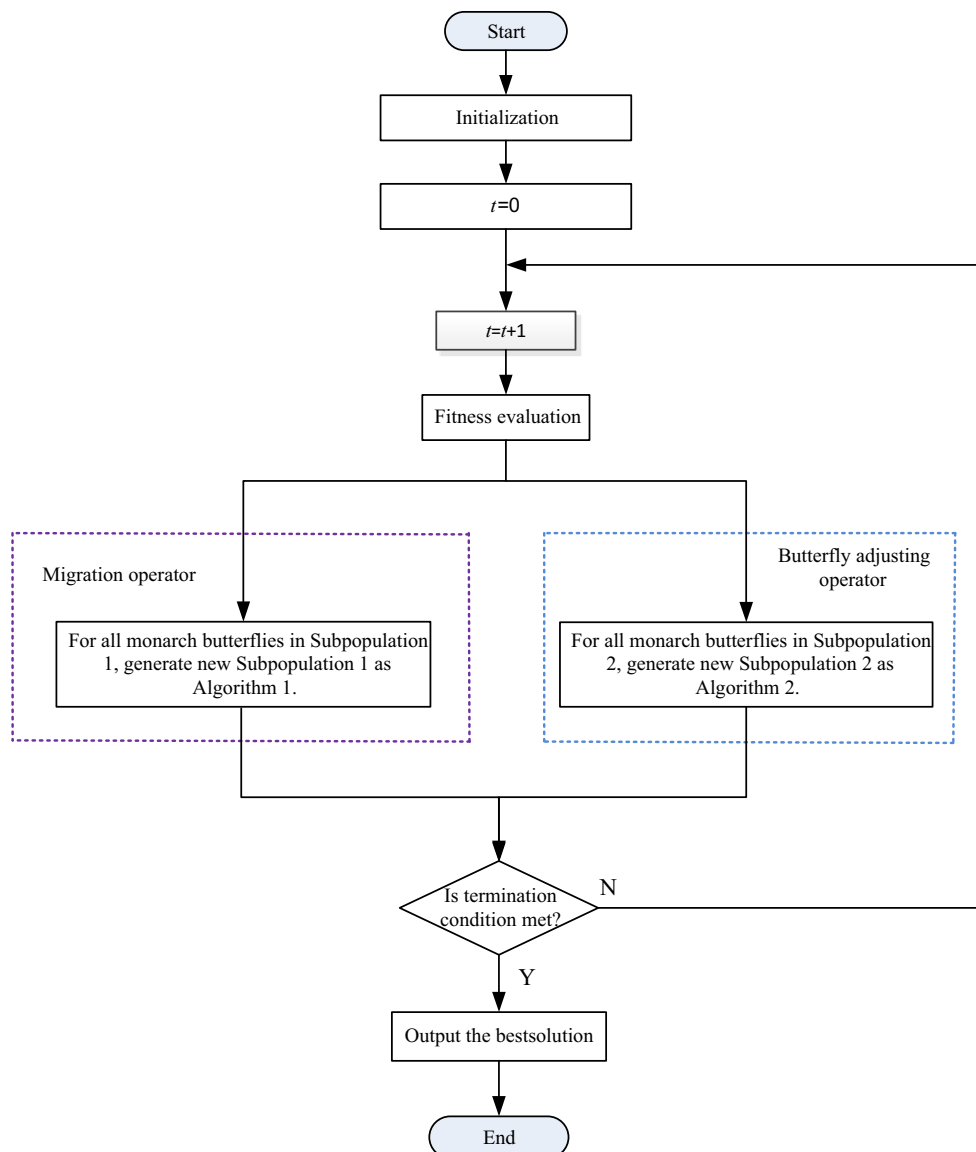 Start
Initialization
t=0
t=t+1
Fitness evaluation
Migration operator
For all monarch butterflies in Subpopulation
1, generate new Subpopulation 1 as
Algorithm 1.
Butterfly adjusting
operator
For all monarch butterflies in Subpopulation
2, generate new Subpopulation 2 as
Algorithm 2.
Is termination
condition met?
N
Y
Output the bestsolution
End